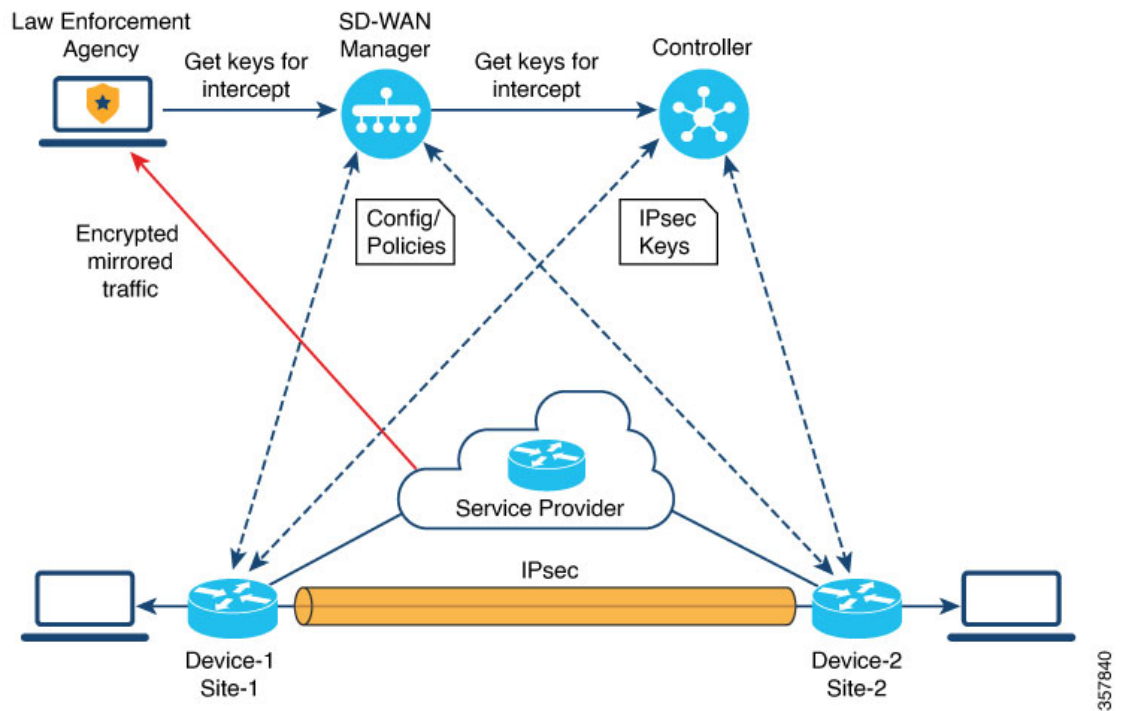 Law Enforcement
Agency
SD-WAN
Manager
Controller
Get keys for
intercept
Get keys for
intercept
Encrypted
mirrored
traffic
Config/
Policies
IPsec
Keys
Service Provider
IPsec
Device-1
Site-1
Device-2
Site-2
357840